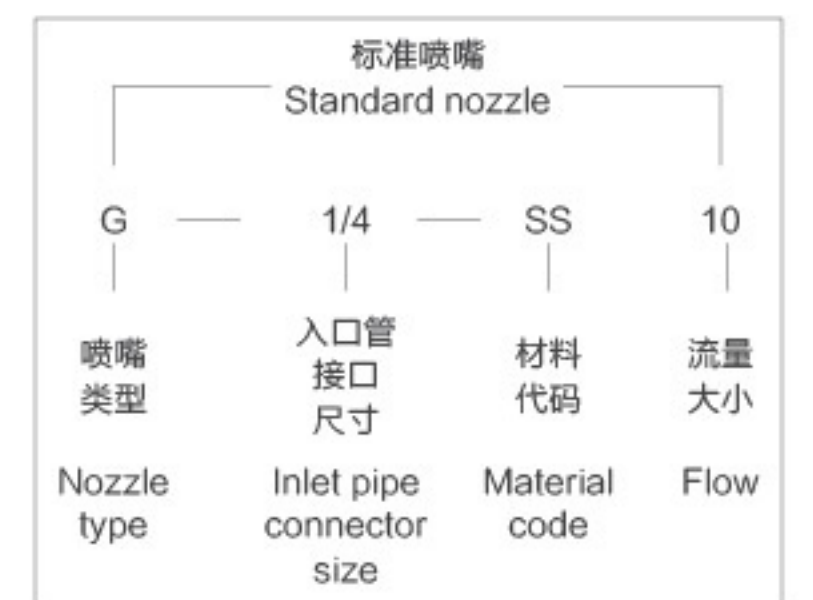 标准喷嘴
Standard nozzle
G — 1/4 — SS 10
喷嘴
类型
入口管
接口
尺寸
材料
代码
流量
大小
Nozzle
type
Inlet pipe
connector
size
Material
code
Flow